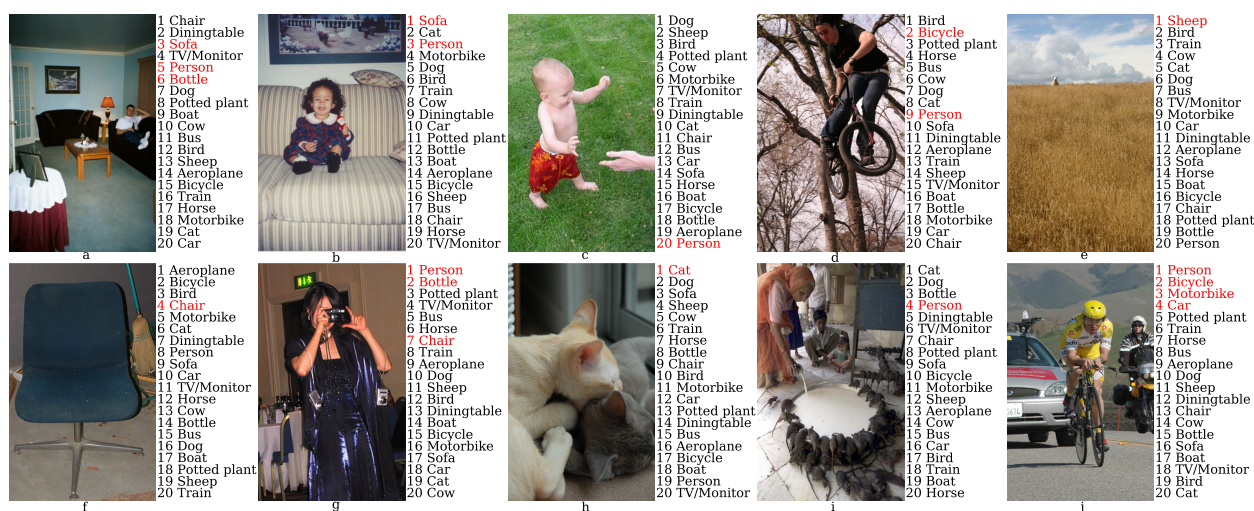 1 Chair
2 Diningtable
3 Sofa
4 TV/Monitor
5 Person
6 Bottle
7 Dog
8 Potted plant
9 Boat
10 Cow
11 Bus
12 Bird
13 Sheep
14 Aeroplane
15 Bicycle
16 Train
17 Horse
18 Motorbike
19 Cat
20 Car
a
1 Sofa
2 Cat
3 Person
4 Motorbike
5 Dog
6 Bird
7 Train
8 Cow
9 Diningtable
10 Car
11 Potted plant
12 Bottle
13 Boat
14 Aeroplane
15 Bicycle
16 Sheep
17 Bus
18 Chair
19 Horse
20 TV/Monitor
b
1 Dog
2 Sheep
3 Bird
4 Potted plant
5 Cow
6 Motorbike
7 TV/Monitor
8 Train
9 Diningtable
10 Cat
11 Chair
12 Bus
13 Car
14 Sofa
15 Horse
16 Boat
17 Bicycle
18 Bottle
19 Aeroplane
20 Person
c
1 Bird
2 Bicycle
3 Potted plant
4 Horse
5 Bus
6 Cow
7 Dog
8 Cat
9 Person
10 Sofa
11 Diningtable
12 Aeroplane
13 Train
14 Sheep
15 TV/Monitor
16 Boat
17 Bottle
18 Motorbike
19 Car
20 Chair
d
1 Sheep
2 Bird
3 Train
4 Cow
5 Cat
6 Dog
7 Bus
8 TV/Monitor
9 Motorbike
10 Car
11 Diningtable
12 Aeroplane
13 Sofa
14 Horse
15 Boat
16 Bicycle
17 Chair
18 Potted plant
19 Bottle
20 Person
e
1 Aeroplane
2 Bicycle
3 Bird
4 Chair
5 Motorbike
6 Cat
7 Diningtable
8 Person
9 Sofa
10 Car
11 TV/Monitor
12 Horse
13 Cow
14 Bottle
15 Bus
16 Dog
17 Boat
18 Potted plant
19 Sheep
20 Train
f
1 Person
2 Bottle
3 Potted plant
4 TV/Monitor
5 Bus
6 Horse
7 Chair
8 Train
9 Aeroplane
10 Dog
11 Sheep
12 Bird
13 Diningtable
14 Boat
15 Bicycle
16 Motorbike
17 Sofa
18 Car
19 Cat
20 Cow
g
1 Cat
2 Dog
3 Sofa
4 Sheep
5 Cow
6 Train
7 Horse
8 Bottle
9 Chair
10 Bird
11 Motorbike
12 Car
13 Potted plant
14 Diningtable
15 Bus
16 Aeroplane
17 Bicycle
18 Boat
19 Person
20 TV/Monitor
h
1 Cat
2 Dog
3 Bottle
4 Person
5 Diningtable
6 TV/Monitor
7 Chair
8 Potted plant
9 Sofa
10 Bicycle
11 Motorbike
12 Sheep
13 Aeroplane
14 Cow
15 Bus
16 Car
17 Bird
18 Train
19 Boat
20 Horse
i
1 Person
2 Bicycle
3 Motorbike
4 Car
5 Potted plant
6 Train
7 Horse
8 Bus
9 Aeroplane
10 Dog
11 Sheep
12 Diningtable
13 Chair
14 Cow
15 Bottle
16 Sofa
17 Boat
18 TV/Monitor
19 Bird
20 Cat
j